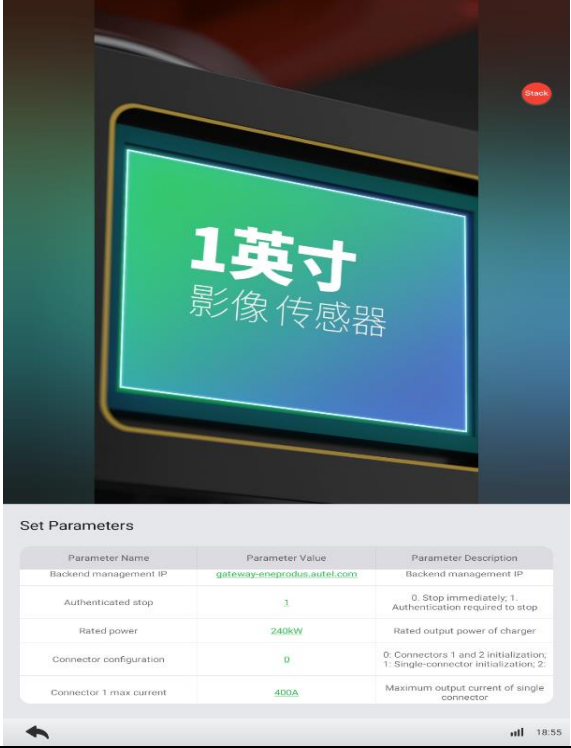 Stack
1英寸
影像传感器
Set Parameters
Parameter Name
Parameter Value
Parameter Description
Backend management IP
gateway-eneprodus.autel.com
Backend management IP
Authenticated stop
1
0. Stop immediately; 1.
Authentication required to stop
Rated power
240kW
Rated output power of charger
Connector configuration
0
0: Connectors 1 and 2 initialization;
1: Single-connector initialization; 2:
Connector 1 max current
400A
Maximum output current of single
connector
18:55